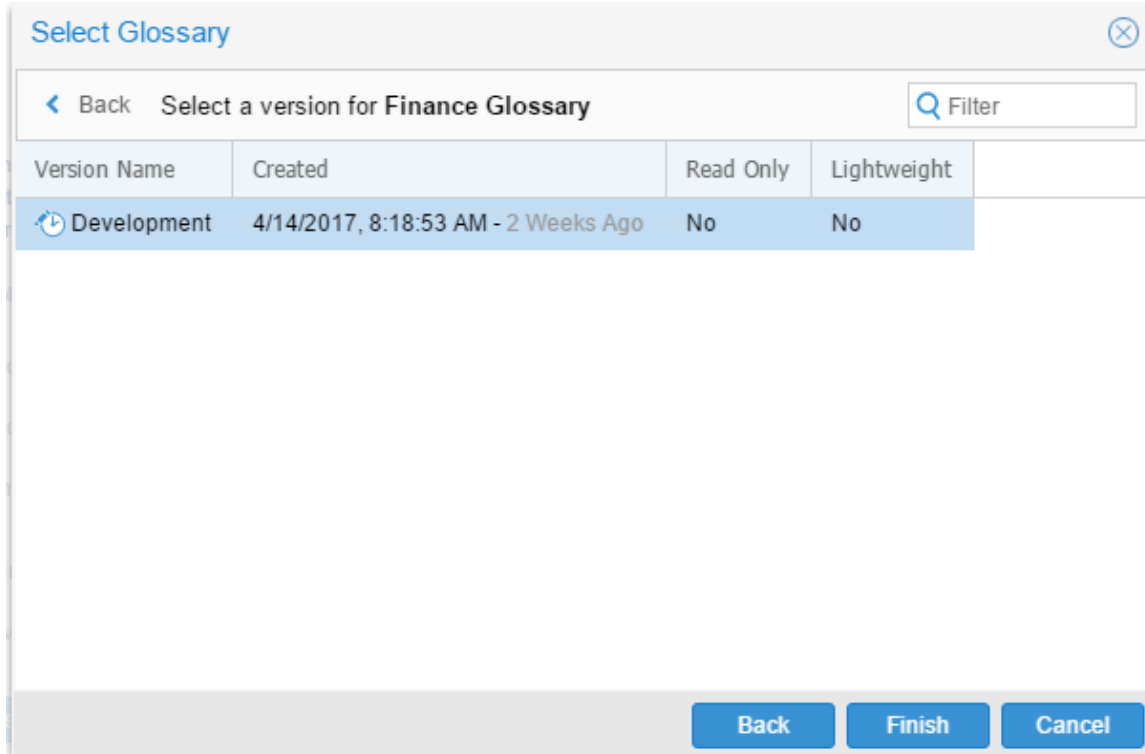 Select Glossary
Back Select a version for Finance Glossary Filter
Version Name Created Read Only Lightweight
Development 4/14/2017, 8:18:53 AM - 2 Weeks Ago No No
Back Finish Cancel